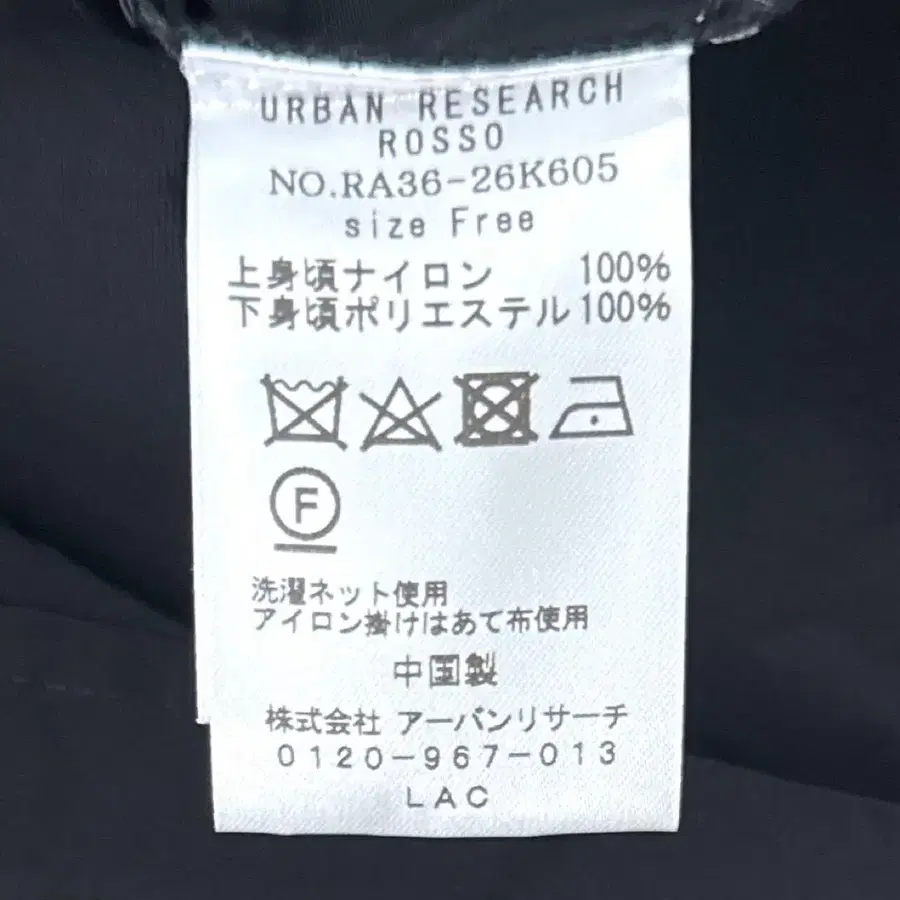 URBAN RESEARCH
ROSSO
NO.RA36-26K605
size Free
上身頃ナイロン 100%
下身頃ポリエステル 100%
F
洗濯ネット使用
アイロン掛けはあて布使用
中国製
株式会社 アーバンリサーチ
0120-967-013
LAC